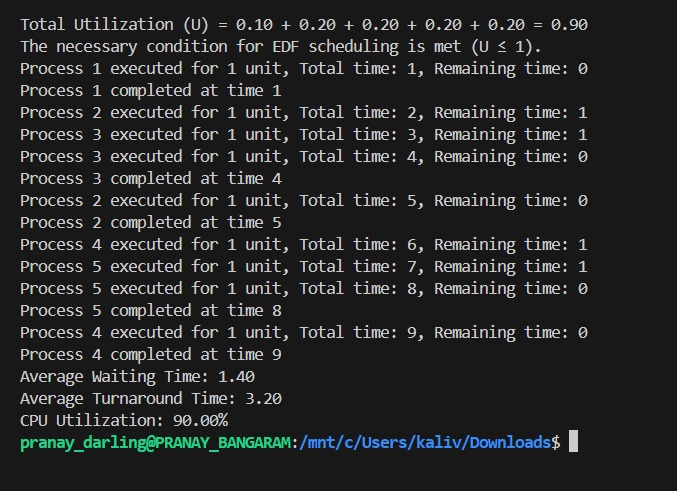 Total Utilization (U) = 0.10 + 0.20 + 0.20 + 0.20 + 0.20 = 0.90
The necessary condition for EDF scheduling is met (U ≤ 1).
Process 1 executed for 1 unit, Total time: 1, Remaining time: 0
Process 1 completed at time 1
Process 2 executed for 1 unit, Total time: 2, Remaining time: 1
Process 3 executed for 1 unit, Total time: 3, Remaining time: 1
Process 3 executed for 1 unit, Total time: 4, Remaining time: 0
Process 3 completed at time 4
Process 2 executed for 1 unit, Total time: 5, Remaining time: 0
Process 2 completed at time 5
Process 4 executed for 1 unit, Total time: 6, Remaining time: 1
Process 5 executed for 1 unit, Total time: 7, Remaining time: 1
Process 5 executed for 1 unit, Total time: 8, Remaining time: 0
Process 5 completed at time 8
Process 4 executed for 1 unit, Total time: 9, Remaining time: 0
Process 4 completed at time 9
Average Waiting Time: 1.40
Average Turnaround Time: 3.20
CPU Utilization: 90.00%
pranay_darling@PRANAY_BANGARAM:/mnt/c/Users/kaliv/Downloads$